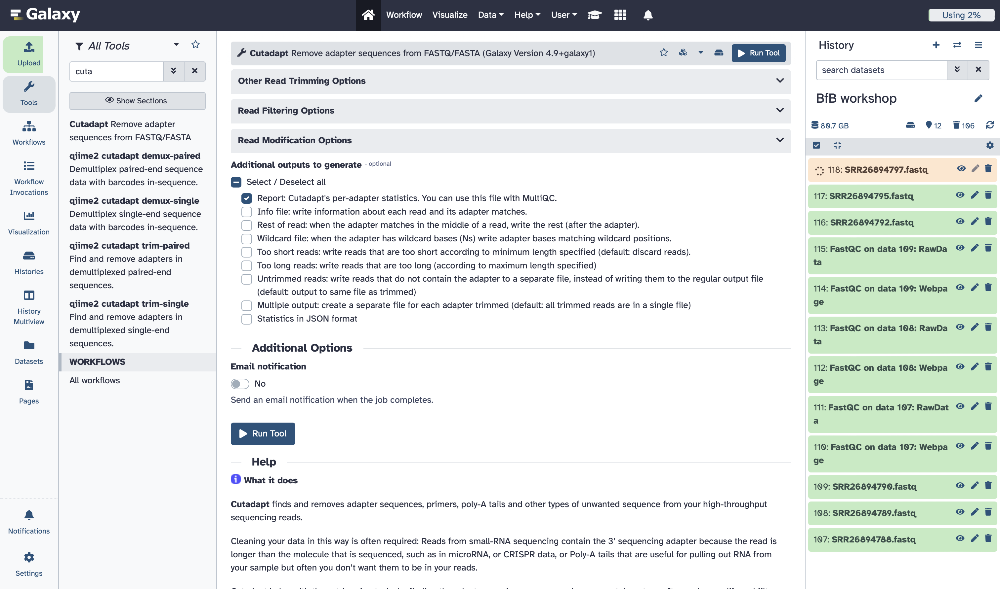 Galaxy
Workflow Visualize Data Help User
Using 2%
Upload
Tools
Workflows
Workflow
Invocations
Visualization
Histories
History
Multiview
Datasets
Pages
Notifications
Settings
All Tools
cuta
Show Sections
Cutadapt Remove adapter
sequences from FASTQ/FASTA
qiime2 cutadapt demux-paired
Demultiplex paired-end sequence
data with barcodes in-sequence.
qiime2 cutadapt demux-single
Demultiplex single-end sequence
data with barcodes in-sequence.
qiime2 cutadapt trim-paired
Find and remove adapters in
demultiplexed paired-end
sequences.
qiime2 cutadapt trim-single
Find and remove adapters in
demultiplexed single-end
sequences.
WORKFLOWS
All workflows
Cutadapt Remove adapter sequences from FASTQ/FASTA (Galaxy Version 4.9+galaxy1)
Run Tool
Other Read Trimming Options
Read Filtering Options
Read Modification Options
Additional outputs to generate - optional
Select / Deselect all
Report: Cutadapt's per-adapter statistics. You can use this file with MultiQC.
Info file: write information about each read and its adapter matches.
Rest of read: when the adapter matches in the middle of a read, write the rest (after the adapter).
Wildcard file: when the adapter has wildcard bases (Ns) write adapter bases matching wildcard positions.
Too short reads: write reads that are too short according to minimum length specified (default: discard reads).
Too long reads: write reads that are too long (according to maximum length specified)
Untrimmed reads: write reads that do not contain the adapter to a separate file, instead of writing them to the regular output file
(default: output to same file as trimmed)
Multiple output: create a separate file for each adapter trimmed (default: all trimmed reads are in a single file)
Statistics in JSON format
Additional Options
Email notification
No
Send an email notification when the job completes.
Run Tool
Help
What it does
Cutadapt finds and removes adapter sequences, primers, poly-A tails and other types of unwanted sequence from your high-throughput
sequencing reads.
Cleaning your data in this way is often required: Reads from small-RNA sequencing contain the 3’ sequencing adapter because the read is
longer than the molecule that is sequenced, such as in microRNA, or CRISPR data, or Poly-A tails that are useful for pulling out RNA from
your sample but often you don’t want them to be in your reads.
History
search datasets
BfB workshop
80.7 GB 12 106
118: SRR26894797.fastq
117: SRR26894795.fastq
116: SRR26894792.fastq
115: FastQC on data 109: RawDa
ta
114: FastQC on data 109: Webpa
ge
113: FastQC on data 108: RawDa
ta
112: FastQC on data 108: Webpa
ge
111: FastQC on data 107: RawDat
a
110: FastQC on data 107: Webpa
ge
109: SRR26894790.fastq
108: SRR26894789.fastq
107: SRR26894788.fastq